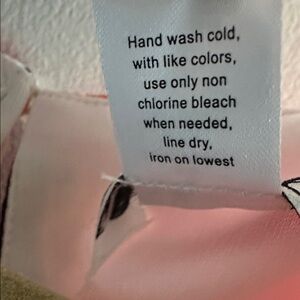 Hand wash cold,
with like colors,
use only non
chlorine bleach
when needed,
line dry,
iron on lowest